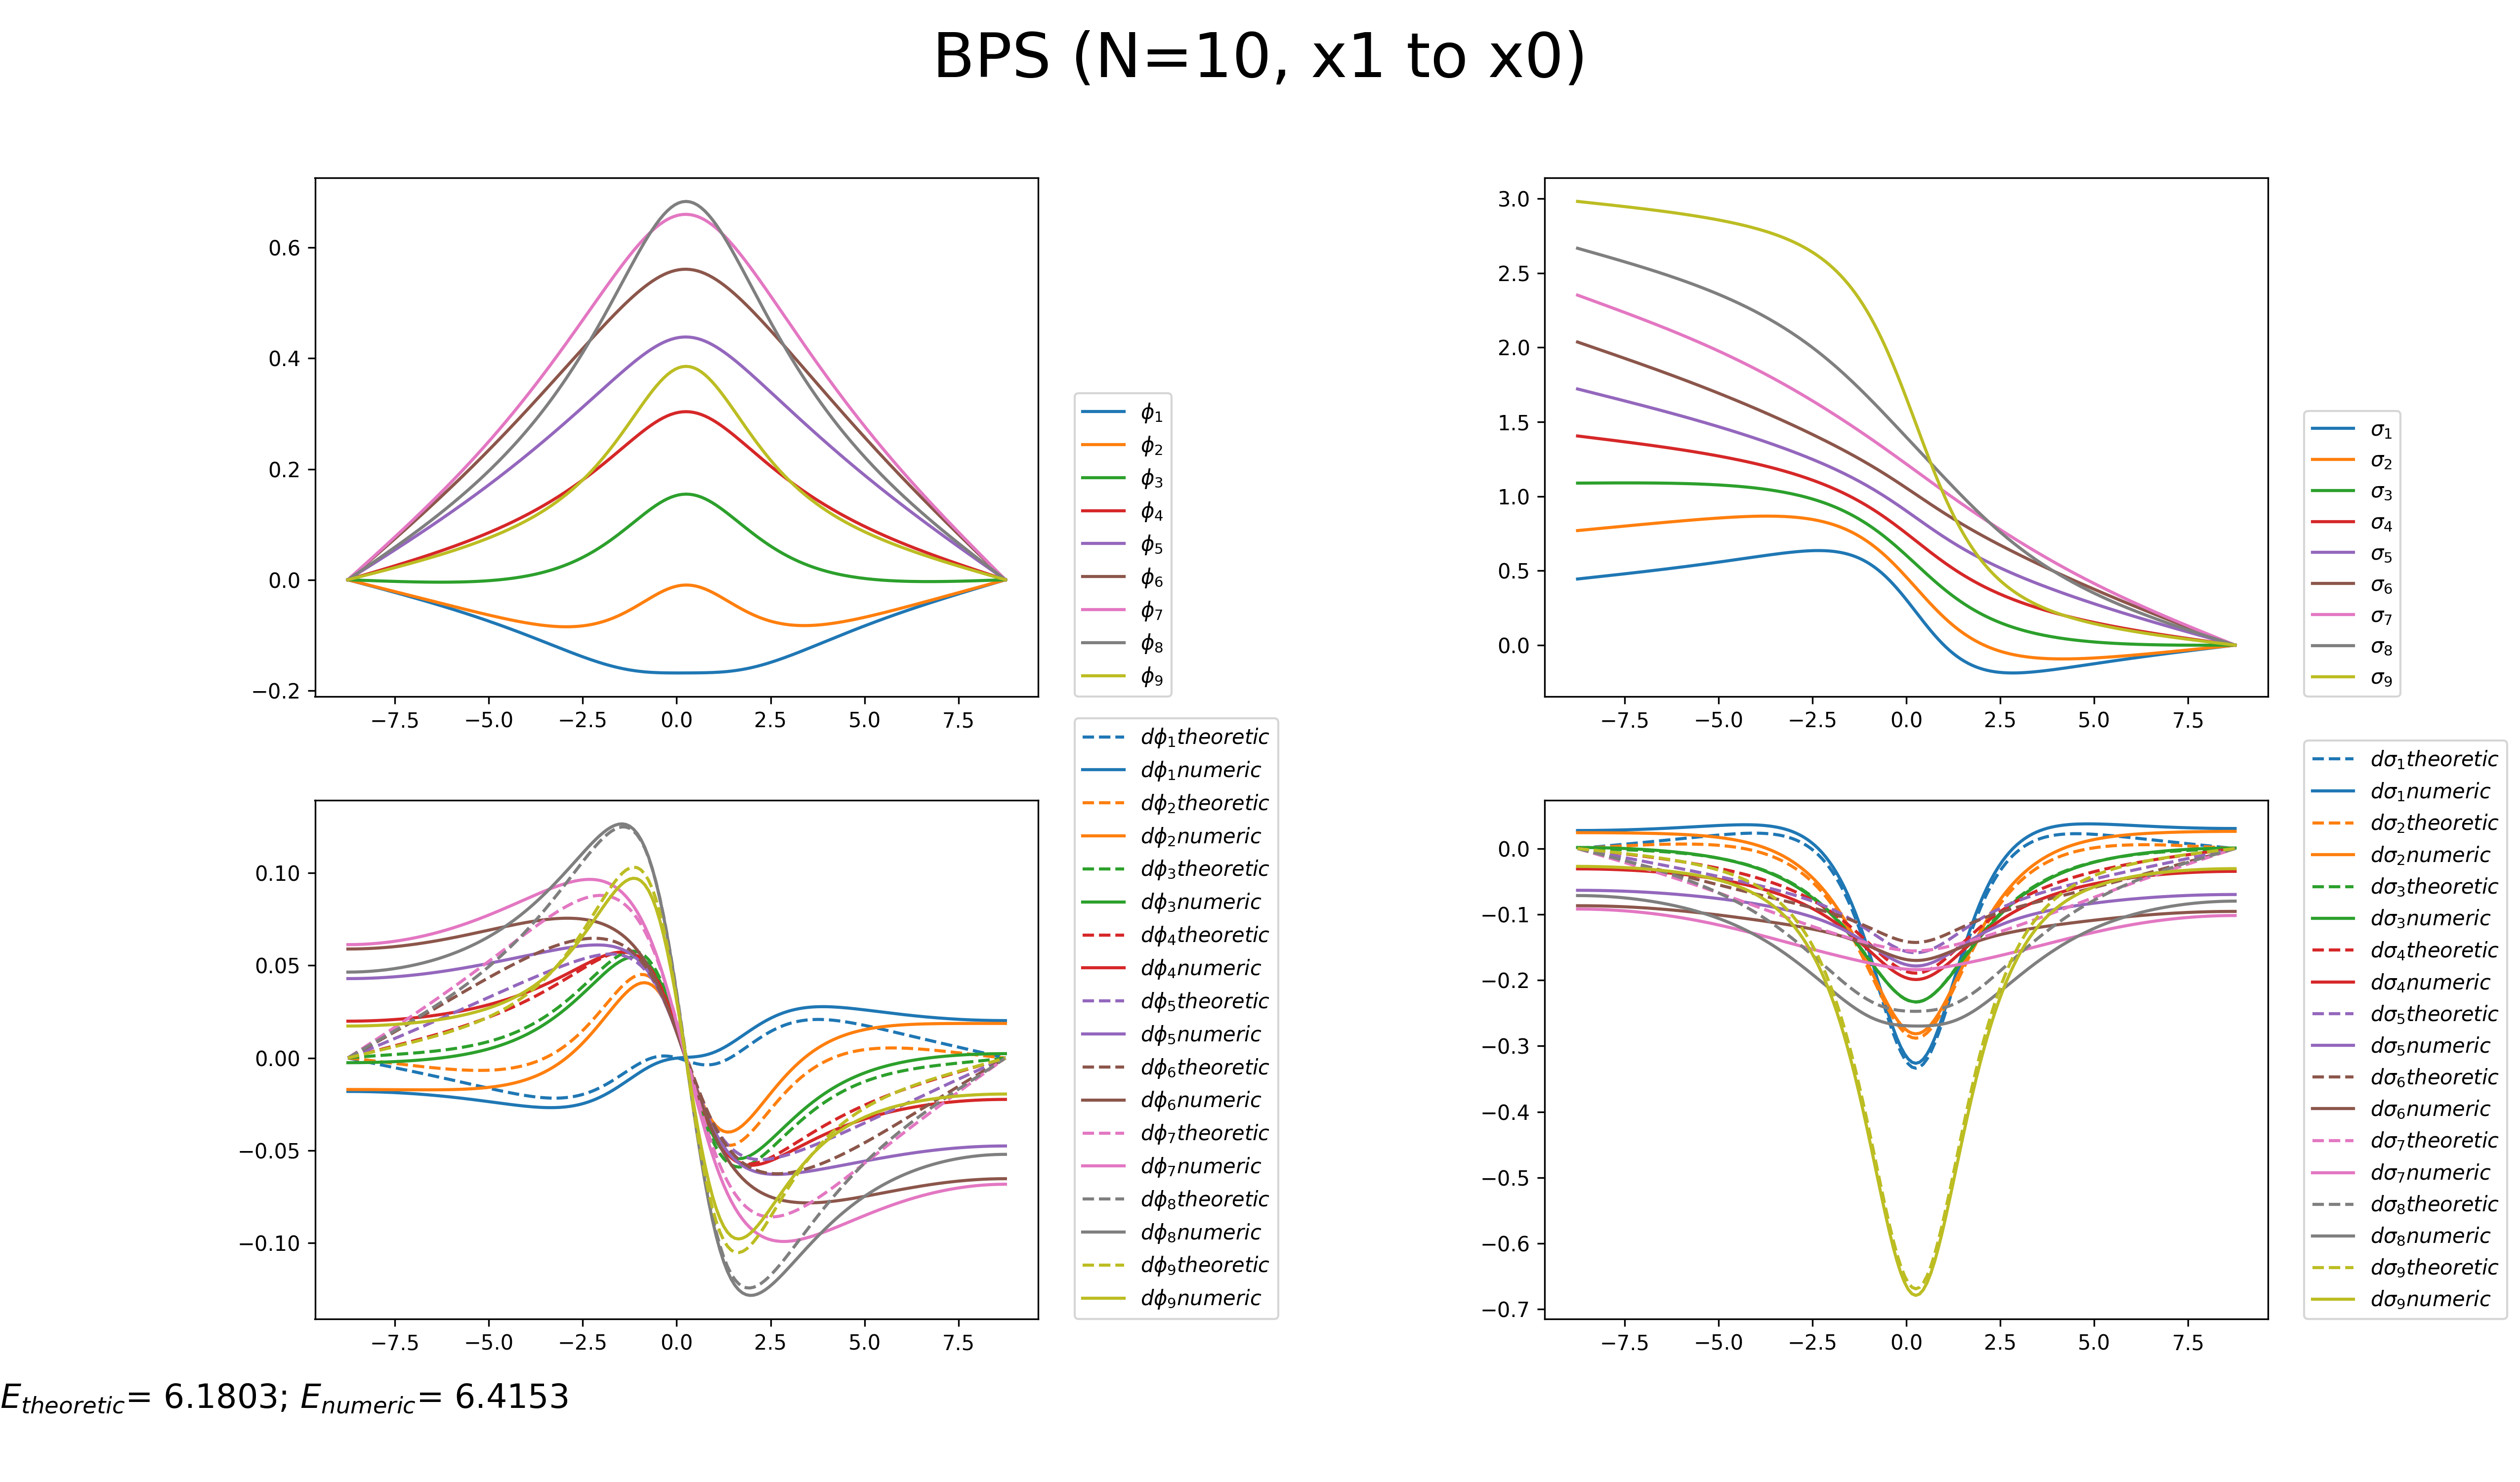 BPS (N=10, x1 to x0)
0.6
0.4
0.2
0.0
−0.2
−7.5 −5.0 −2.5 0.0 2.5 5.0 7.5
ϕ₁
ϕ₂
ϕ₃
ϕ₄
ϕ₅
ϕ₆
ϕ₇
ϕ₈
ϕ₉
3.0
2.5
2.0
1.5
1.0
0.5
0.0
−7.5 −5.0 −2.5 0.0 2.5 5.0 7.5
σ₁
σ₂
σ₃
σ₄
σ₅
σ₆
σ₇
σ₈
σ₉
0.10
0.05
0.00
−0.05
−0.10
−7.5 −5.0 −2.5 0.0 2.5 5.0 7.5
dϕ₁theoretic
dϕ₁numeric
dϕ₂theoretic
dϕ₂numeric
dϕ₃theoretic
dϕ₃numeric
dϕ₄theoretic
dϕ₄numeric
dϕ₅theoretic
dϕ₅numeric
dϕ₆theoretic
dϕ₆numeric
dϕ₇theoretic
dϕ₇numeric
dϕ₈theoretic
dϕ₈numeric
dϕ₉theoretic
dϕ₉numeric
0.0
−0.1
−0.2
−0.3
−0.4
−0.5
−0.6
−0.7
−7.5 −5.0 −2.5 0.0 2.5 5.0 7.5
dσ₁theoretic
dσ₁numeric
dσ₂theoretic
dσ₂numeric
dσ₃theoretic
dσ₃numeric
dσ₄theoretic
dσ₄numeric
dσ₅theoretic
dσ₅numeric
dσ₆theoretic
dσ₆numeric
dσ₇theoretic
dσ₇numeric
dσ₈theoretic
dσ₈numeric
dσ₉theoretic
dσ₉numeric
E_theoretic= 6.1803; E_numeric= 6.4153